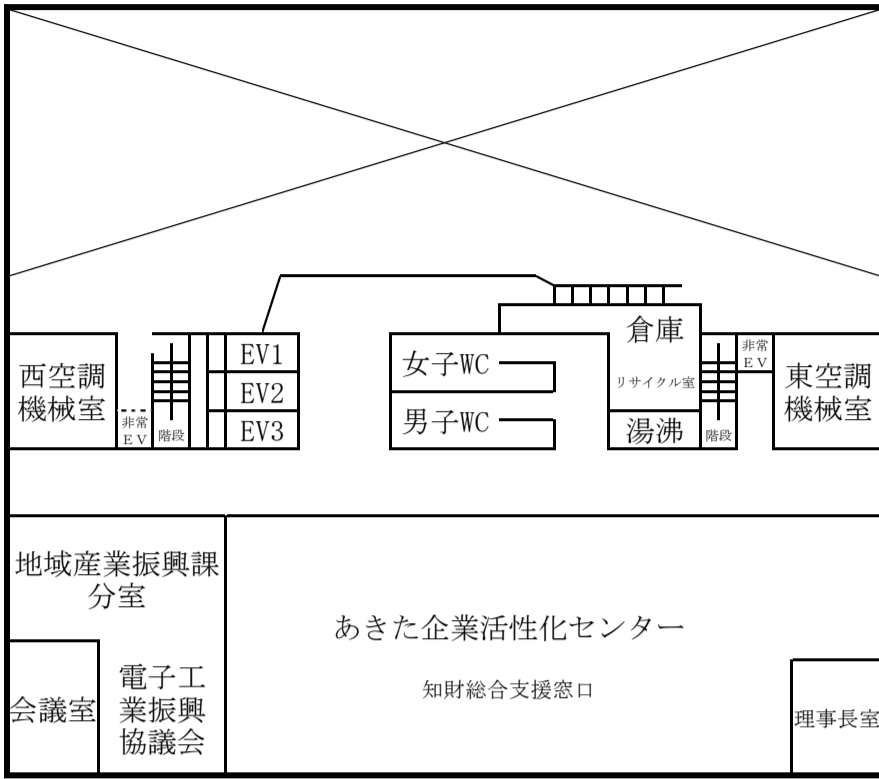 EV1
EV2
EV3
西空調
機械室
非常
EV
階段
女子WC
男子WC
倉庫
リサイクル室
湯沸
階段
非常
EV
東空調
機械室
地域産業振興課
分室
会議室
電子工
業振興
協議会
あきた企業活性化センター
知財総合支援窓口
理事長室